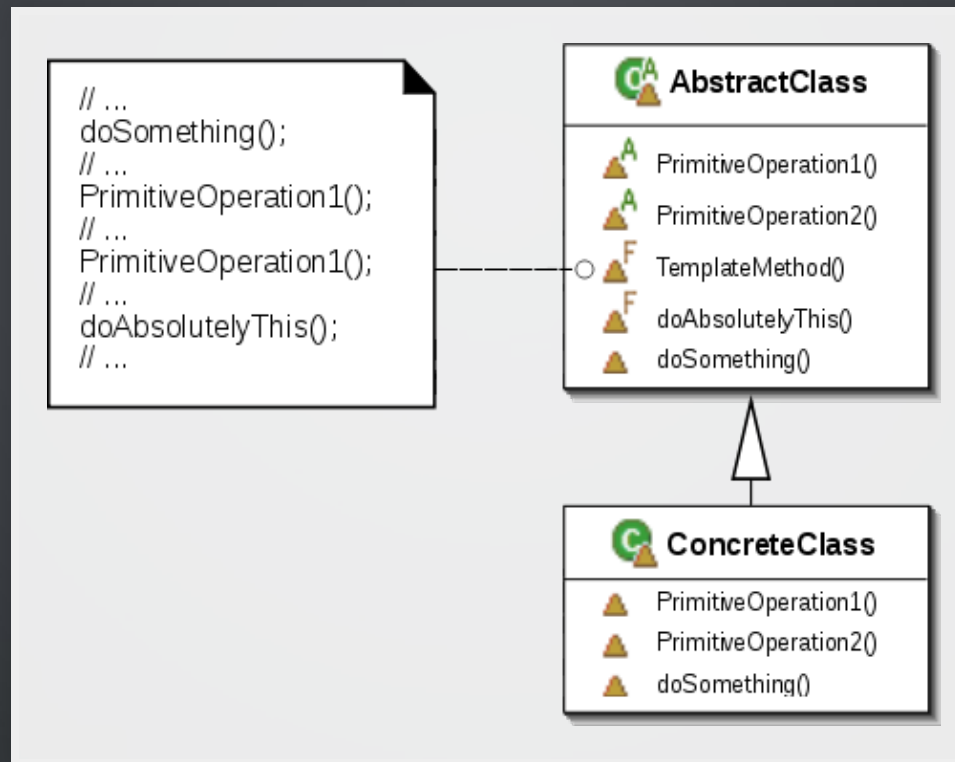 // ...
doSomething();
// ...
PrimitiveOperation1();
// ...
PrimitiveOperation1();
// ...
doAbsolutelyThis();
// ...
C A AbstractClass
A PrimitiveOperation1()
A PrimitiveOperation2()
F TemplateMethod()
F doAbsolutelyThis()
doSomething()
C ConcreteClass
PrimitiveOperation1()
PrimitiveOperation2()
doSomething()